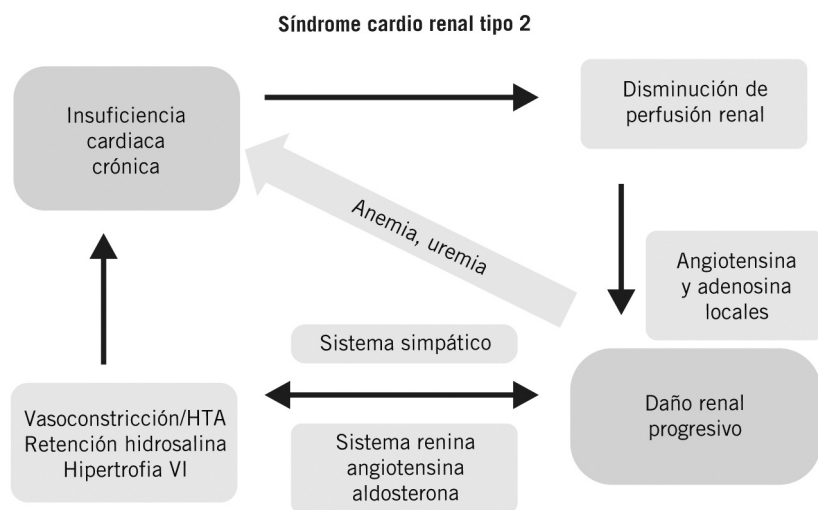 Síndrome cardio renal tipo 2
Insuficiencia
cardiaca
crónica
Disminución de
perfusión renal
Anemia, uremia
Angiotensina
y adenosina
locales
Sistema simpático
Daño renal
progresivo
Vasoconstricción/HTA
Retención hidrosalina
Hipertrofia VI
Sistema renina
angiotensina
aldosterona